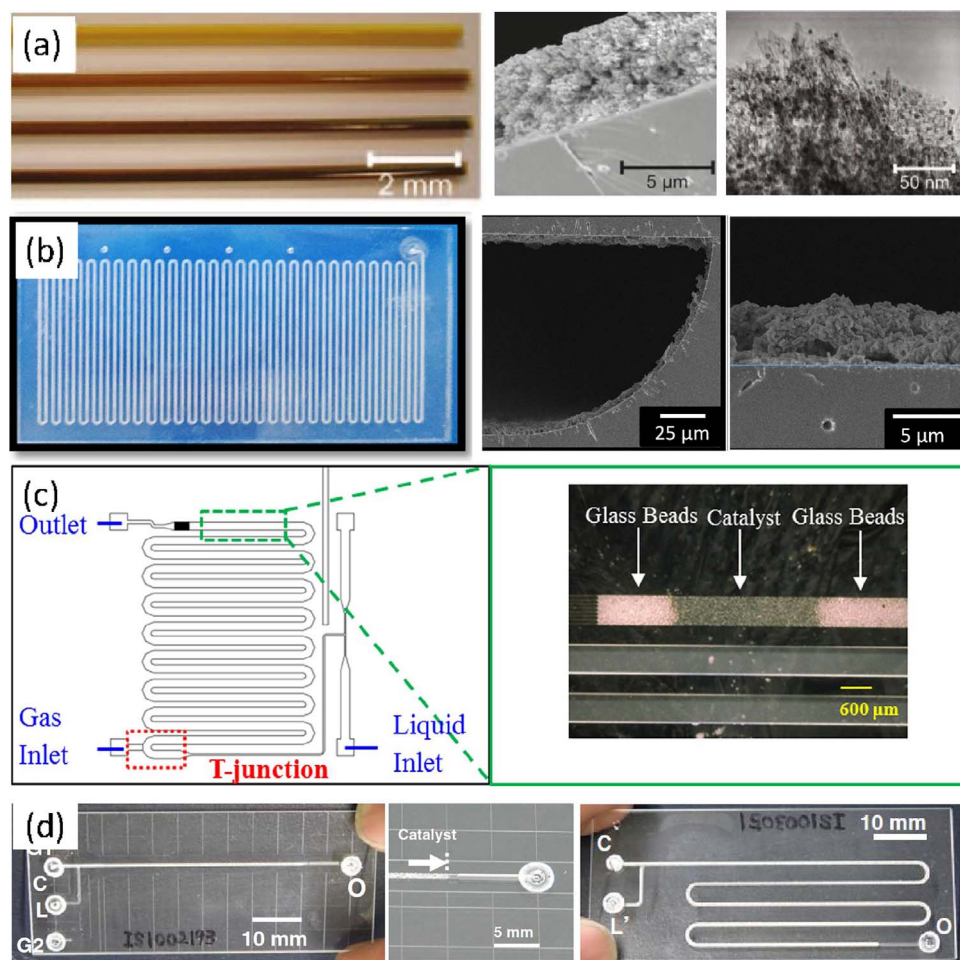 (a)
2 mm
5 µm
50 nm
(b)
25 µm
5 µm
(c)
Outlet
Gas
Inlet
T-junction
Liquid
Inlet
Glass Beads Catalyst Glass Beads
600 µm
(d)
C
L
G2
O
10 mm
IS1002193
Catalyst
5 mm
C
L'
O
10 mm